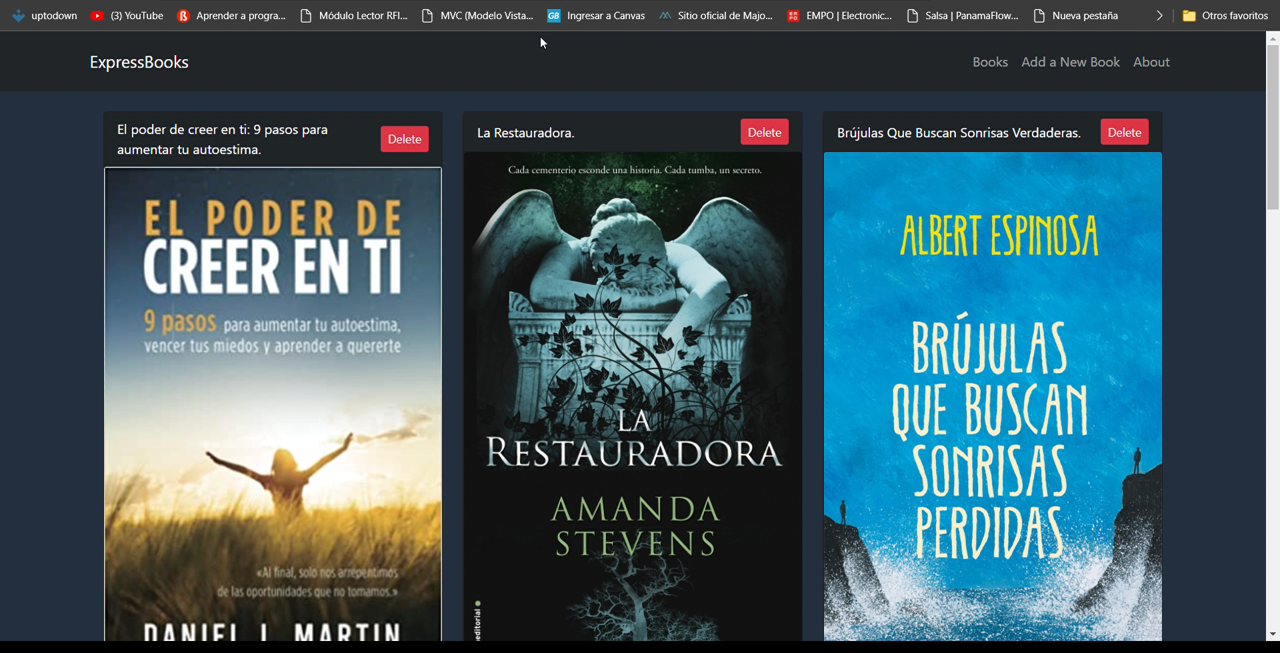 uptodown
(3) YouTube
Aprender a progra...
Módulo Lector RFI...
MVC (Modelo Vista...
GB
Ingresar a Canvas
Sitio oficial de Majo...
EMPO | Electronic...
Salsa | PanamaFlow...
Nueva pestaña
Otros favoritos
ExpressBooks
Books
Add a New Book
About
El poder de creer en ti: 9 pasos para
aumentar tu autoestima.
Delete
EL PODER DE
CREER EN TI
9 pasos para aumentar tu autoestima,
vencer tus miedos y aprender a quererte
«Al final, solo nos arrepentimos
de las oportunidades que no tomamos.»
DANIEL J. MARTIN
La Restauradora.
Delete
Cada cementerio esconde una historia. Cada tumba, un secreto.
LA
RESTAURADORA
AMANDA
STEVENS
Brújulas Que Buscan Sonrisas Verdaderas.
Delete
ALBERT ESPINOSA
BRÚJULAS
QUE BUSCAN
SONRISAS
PERDIDAS